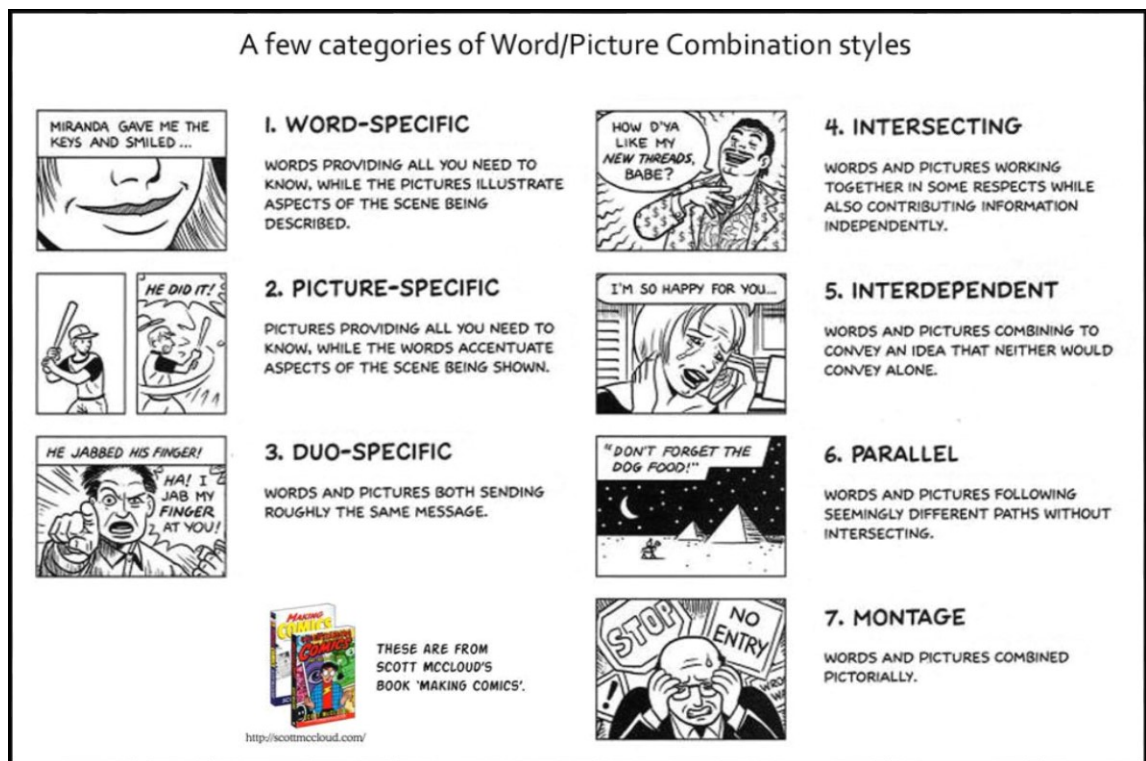 A few categories of Word/Picture Combination styles
MIRANDA GAVE ME THE
KEYS AND SMILED...
1. WORD-SPECIFIC
WORDS PROVIDING ALL YOU NEED TO
KNOW, WHILE THE PICTURES ILLUSTRATE
ASPECTS OF THE SCENE BEING
DESCRIBED.
HE DID IT!
2. PICTURE-SPECIFIC
PICTURES PROVIDING ALL YOU NEED TO
KNOW, WHILE THE WORDS ACCENTUATE
ASPECTS OF THE SCENE BEING SHOWN.
HE JABBED HIS FINGER!
HA! I
JAB MY
FINGER
AT YOU!
3. DUO-SPECIFIC
WORDS AND PICTURES BOTH SENDING
ROUGHLY THE SAME MESSAGE.
MAKING
COMICS
COMICS
THESE ARE FROM
SCOTT MCCLOUD'S
BOOK 'MAKING COMICS'.
http://scottmccloud.com/
HOW D'YA
LIKE MY
NEW THREADS,
BABE?
4. INTERSECTING
WORDS AND PICTURES WORKING
TOGETHER IN SOME RESPECTS WHILE
ALSO CONTRIBUTING INFORMATION
INDEPENDENTLY.
I'M SO HAPPY FOR YOU...
5. INTERDEPENDENT
WORDS AND PICTURES COMBINING TO
CONVEY AN IDEA THAT NEITHER WOULD
CONVEY ALONE.
"DON'T FORGET THE
DOG FOOD!"
6. PARALLEL
WORDS AND PICTURES FOLLOWING
SEEMINGLY DIFFERENT PATHS WITHOUT
INTERSECTING.
STOP
NO
ENTRY
!
7. MONTAGE
WORDS AND PICTURES COMBINED
PICTORIALLY.